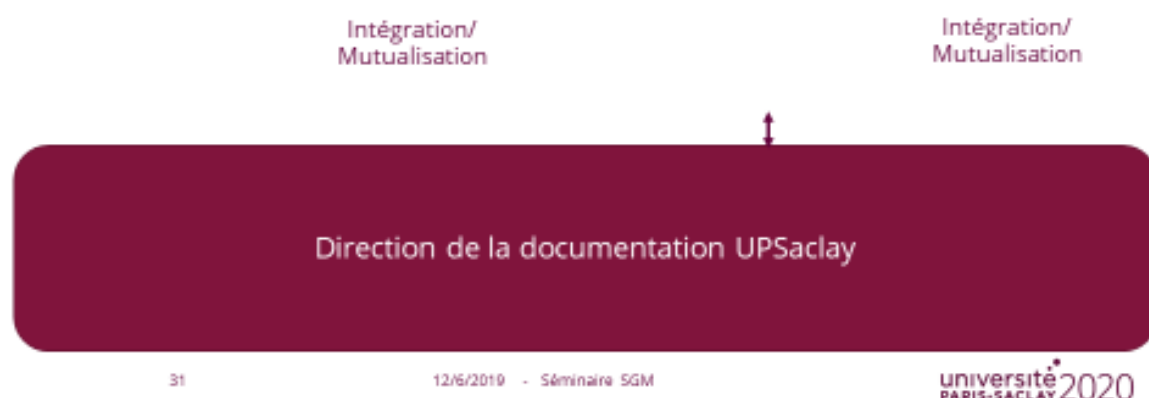 Intégration/
Mutualisation
Intégration/
Mutualisation
Direction de la documentation UPSaclay
31
12/6/2019 - Séminaire SGM
université
PARIS-SACLAY
2020